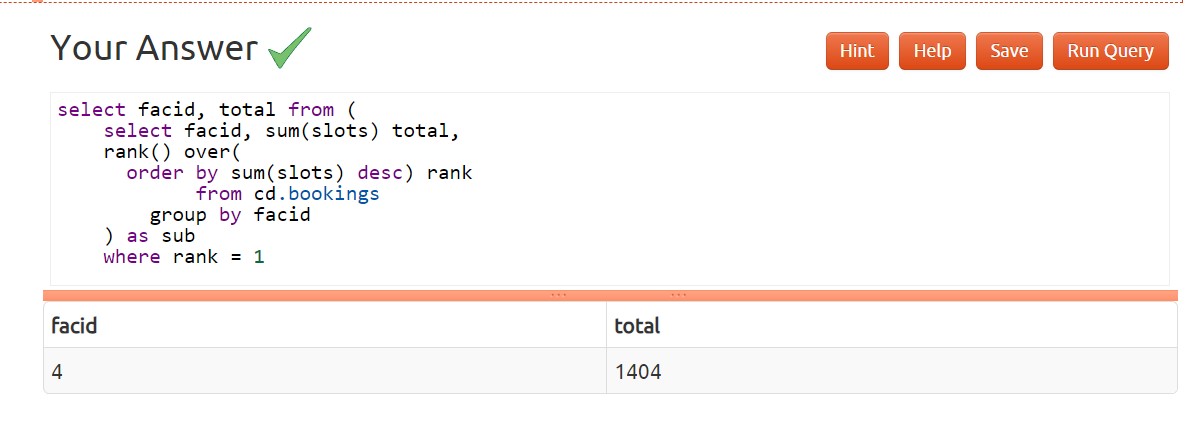 Your Answer
Hint Help Save Run Query
select facid, total from (
select facid, sum(slots) total,
rank() over(
order by sum(slots) desc) rank
from cd.bookings
group by facid
) as sub
where rank = 1
facid total
4 1404